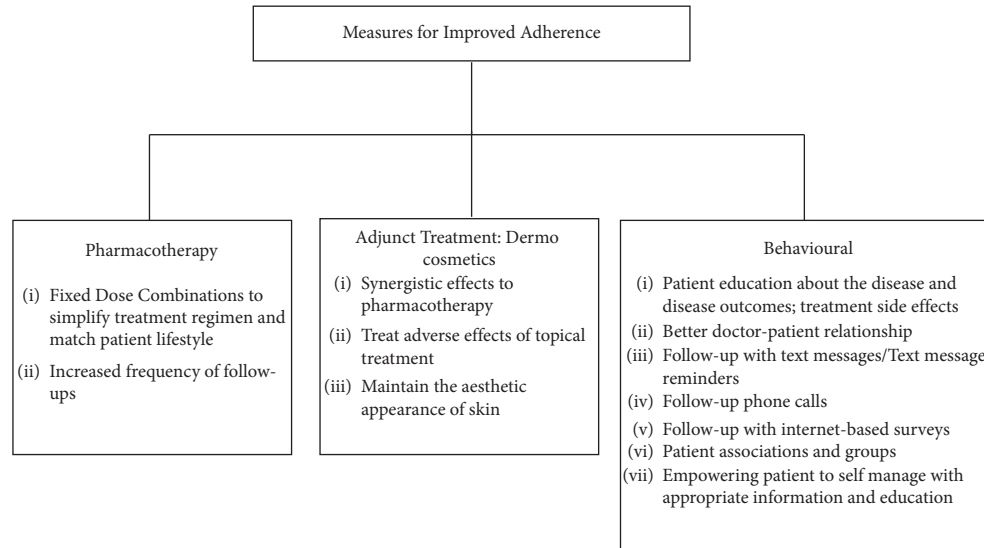 Measures for Improved Adherence
Pharmacotherapy
(i) Fixed Dose Combinations to
simplify treatment regimen and
match patient lifestyle
(ii) Increased frequency of follow-
ups
Adjunct Treatment: Dermo
cosmetics
(i) Synergistic effects to
pharmacotherapy
(ii) Treat adverse effects of topical
treatment
(iii) Maintain the aesthetic
appearance of skin
Behavioural
(i) Patient education about the disease and
disease outcomes; treatment side effects
(ii) Better doctor-patient relationship
(iii) Follow-up with text messages/Text message
reminders
(iv) Follow-up phone calls
(v) Follow-up with internet-based surveys
(vi) Patient associations and groups
(vii) Empowering patient to self manage with
appropriate information and education